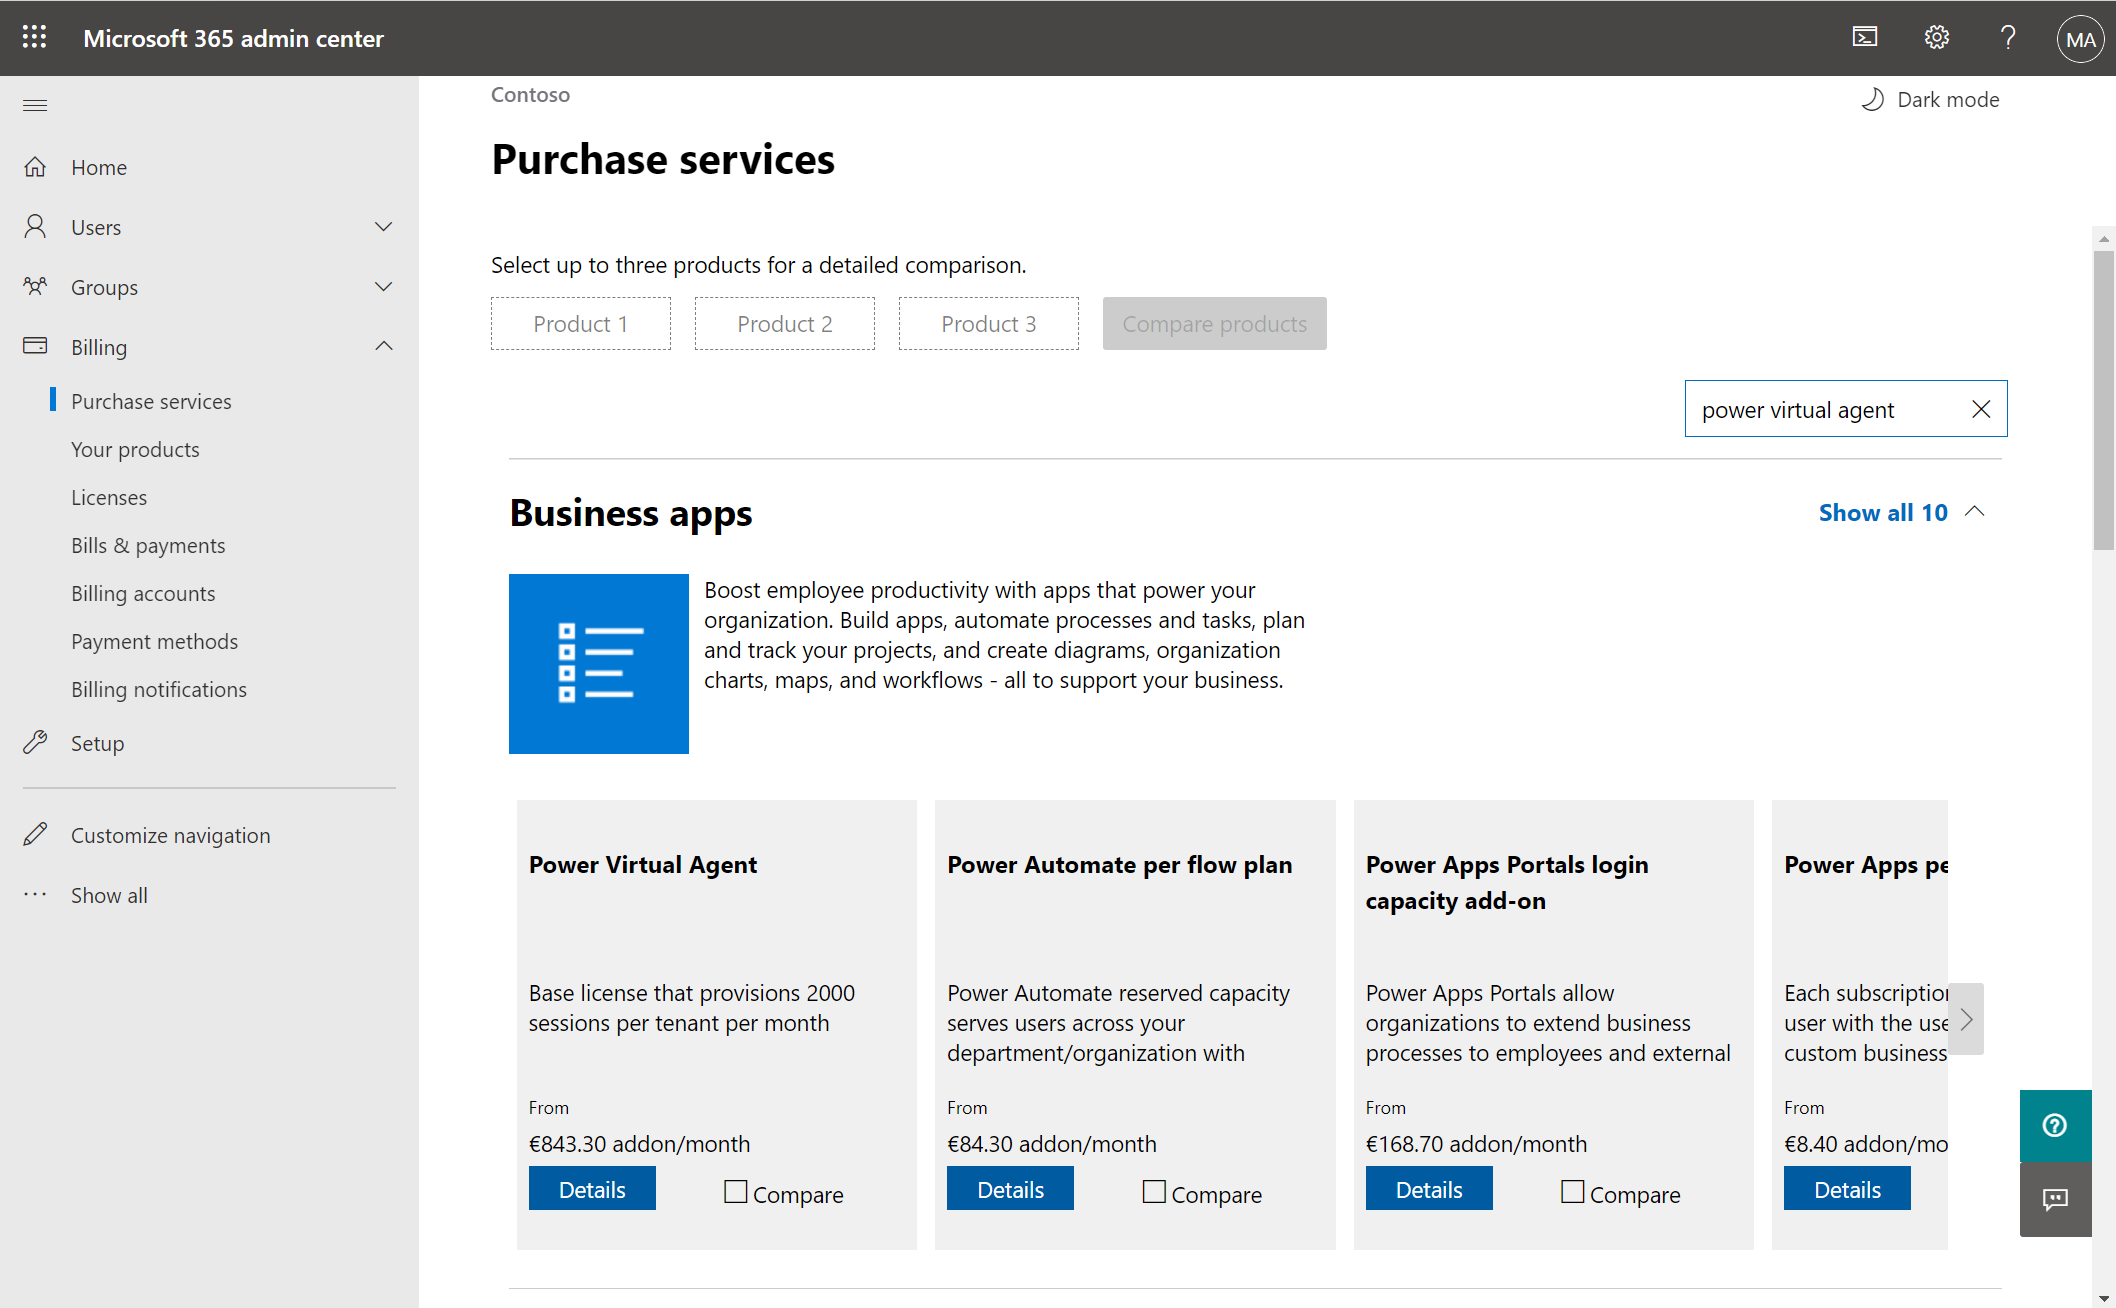 Microsoft 365 admin center
MA
Home
Users
Groups
Billing
Purchase services
Your products
Licenses
Bills & payments
Billing accounts
Payment methods
Billing notifications
Setup
Customize navigation
Show all
Contoso
Dark mode
Purchase services
Select up to three products for a detailed comparison.
Product 1
Product 2
Product 3
Compare products
power virtual agent
Business apps
Show all 10
Boost employee productivity with apps that power your
organization. Build apps, automate processes and tasks, plan
and track your projects, and create diagrams, organization
charts, maps, and workflows - all to support your business.
Power Virtual Agent
Base license that provisions 2000
sessions per tenant per month
From
€843.30 addon/month
Details
Compare
Power Automate per flow plan
Power Automate reserved capacity
serves users across your
department/organization with
From
€84.30 addon/month
Details
Compare
Power Apps Portals login
capacity add-on
Power Apps Portals allow
organizations to extend business
processes to employees and external
From
€168.70 addon/month
Details
Compare
Power Apps pe
Each subscription
user with the use
custom business
From
€8.40 addon/mo
Details